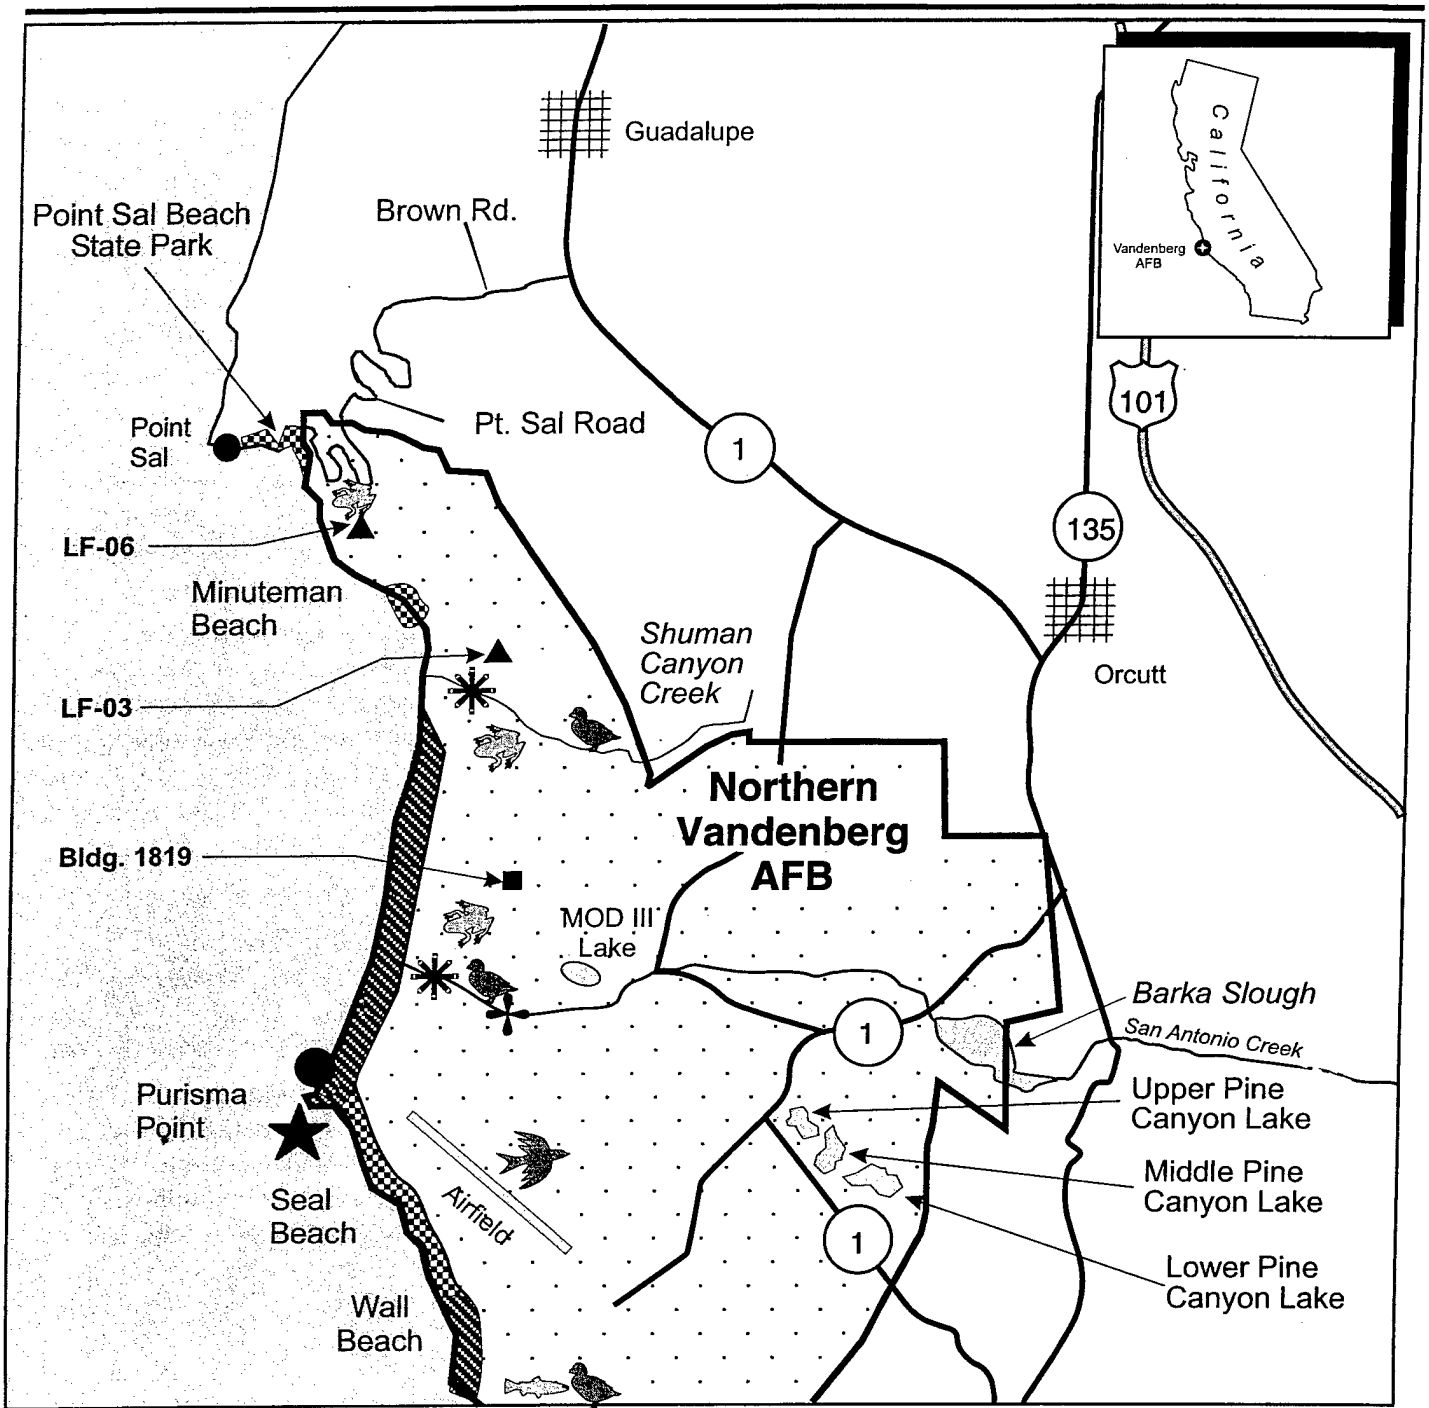 Guadalupe
California
Vandenberg
AFB
Point Sal Beach
State Park
Brown Rd.
101
Point
Sal
Pt. Sal Road
1
135
LF-06
Minuteman
Beach
Shuman
Canyon
Creek
Orcutt
LF-03
Northern
Vandenberg
AFB
Bldg. 1819
MOD III
Lake
1
Barka Slough
San Antonio Creek
Purisma
Point
Upper Pine
Canyon Lake
Middle Pine
Canyon Lake
Seal
Beach
Airfield
1
Lower Pine
Canyon Lake
Wall
Beach